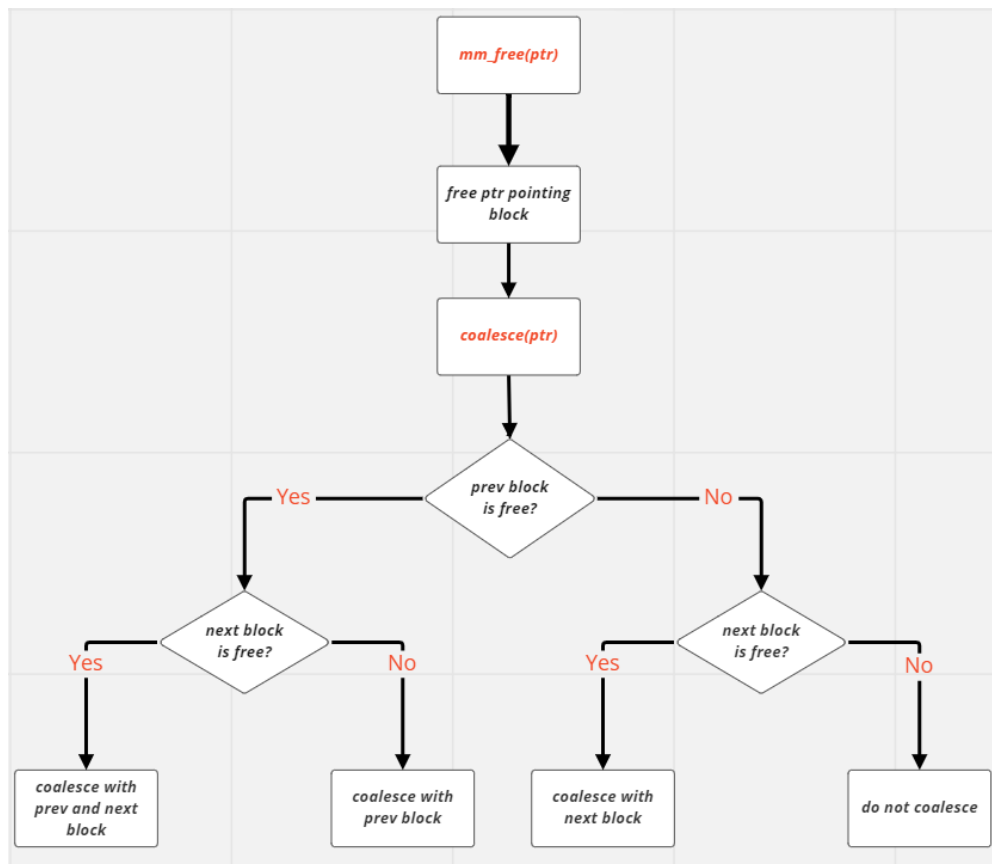 mm_free(ptr)
free ptr pointing
block
coalesce(ptr)
prev block
is free?
Yes
No
next block
is free?
next block
is free?
Yes
No
Yes
No
coalesce with
prev and next
block
coalesce with
prev block
coalesce with
next block
do not coalesce